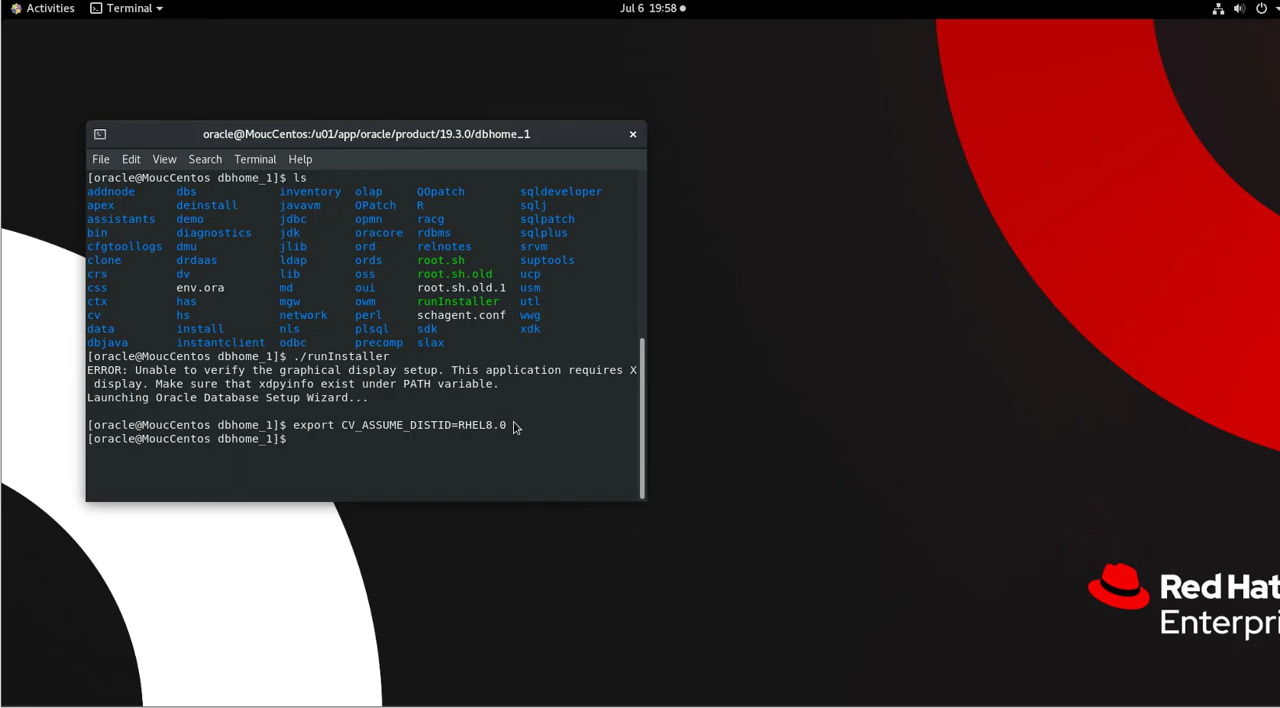 Activities Terminal Jul 6 19:58
oracle@MoucCentos:/u01/app/oracle/product/19.3.0/dbhome_1
File Edit View Search Terminal Help
[oracle@MoucCentos dbhome_1]$ ls
addnode dbs inventory olap QOpatch sqldeveloper
apex deinstall javavm OPatch R sqlj
assistants demo jdbc opmn racg sqlpatch
bin diagnostics jdk oracore rdbms sqlplus
cfgtoollogs dmu jlib ord relnotes srvm
clone drdaas ldap ords root.sh suptools
crs dv lib oss root.sh.old ucp
css env.ora md oui root.sh.old.1 usm
ctx has mgw owm runInstaller utl
cv hs network perl schagent.conf wwg
data install nls plsql sdk xdk
dbjava instantclient odbc precomp slax
[oracle@MoucCentos dbhome_1]$ ./runInstaller
ERROR: Unable to verify the graphical display setup. This application requires X
display. Make sure that xdpyinfo exist under PATH variable.
Launching Oracle Database Setup Wizard...
[oracle@MoucCentos dbhome_1]$ export CV_ASSUME_DISTID=RHEL8.0
[oracle@MoucCentos dbhome_1]$
Red Hat
Enterpri